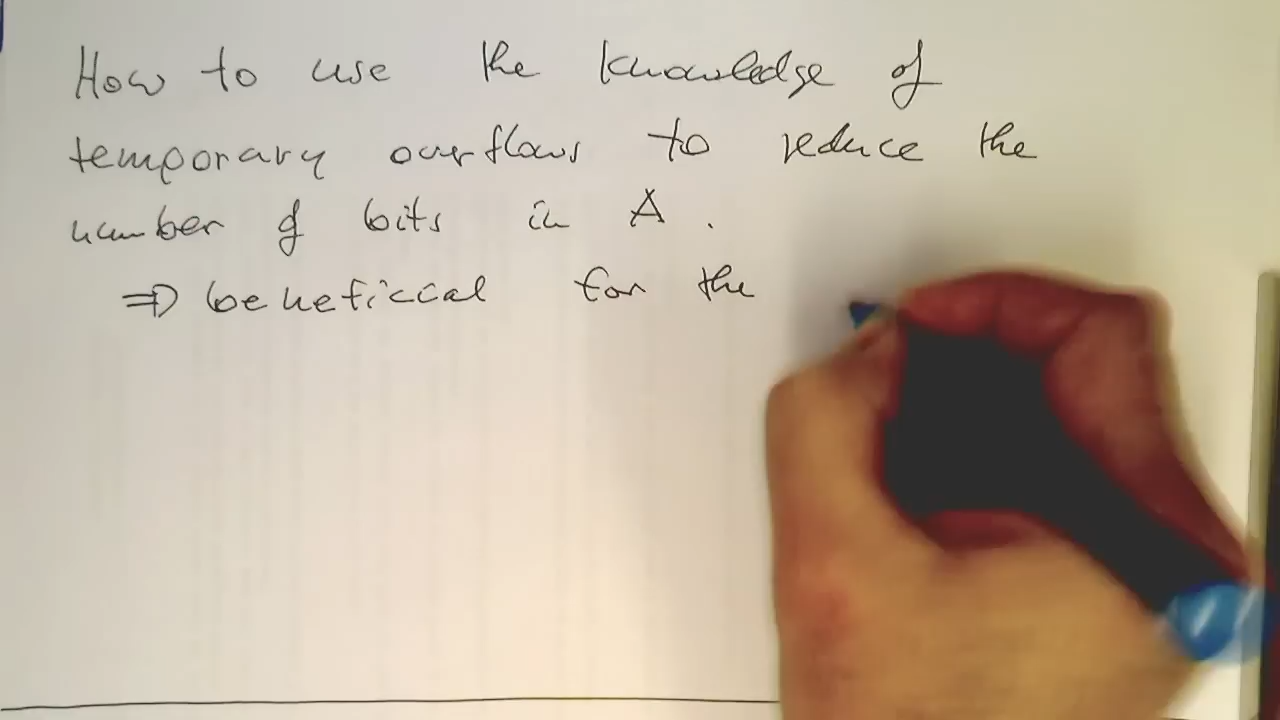 How to use the knowledge of
temporary overflows to reduce the
number of bits in A.
⇒ beneficial for the